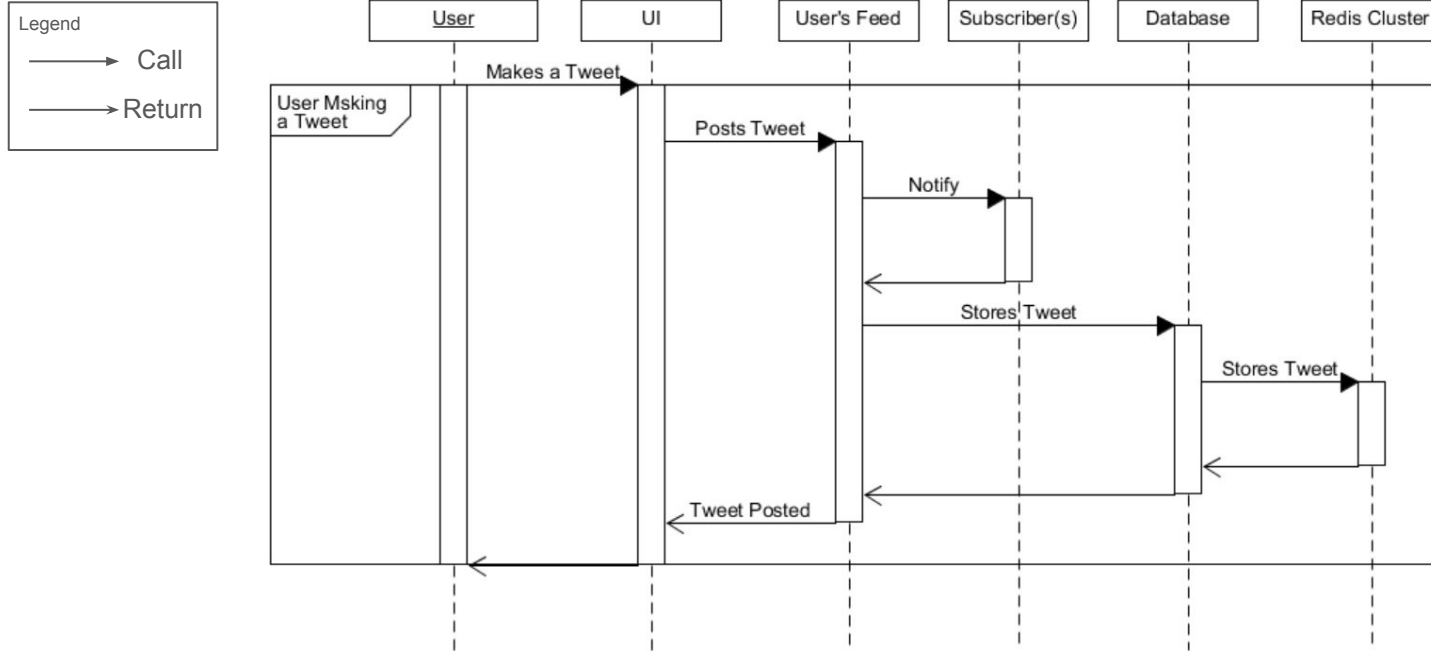 Legend
Call
Return
User
UI
User's Feed
Subscriber(s)
Database
Redis Cluster
Makes a Tweet
User Msking
a Tweet
Posts Tweet
Notify
Stores Tweet
Stores Tweet
Tweet Posted